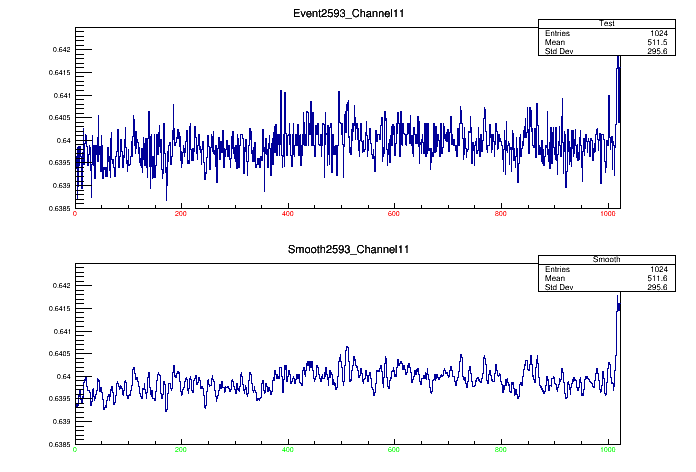 Event2593_Channel11
Test
Entries 1024
Mean 511.5
Std Dev 295.6
0.642
0.6415
0.641
0.6405
0.64
0.6395
0.639
0.6385
0 200 400 600 800 1000
Smooth2593_Channel11
Smooth
Entries 1024
Mean 511.6
Std Dev 295.6
0.642
0.6415
0.641
0.6405
0.64
0.6395
0.639
0.6385
0 200 400 600 800 1000